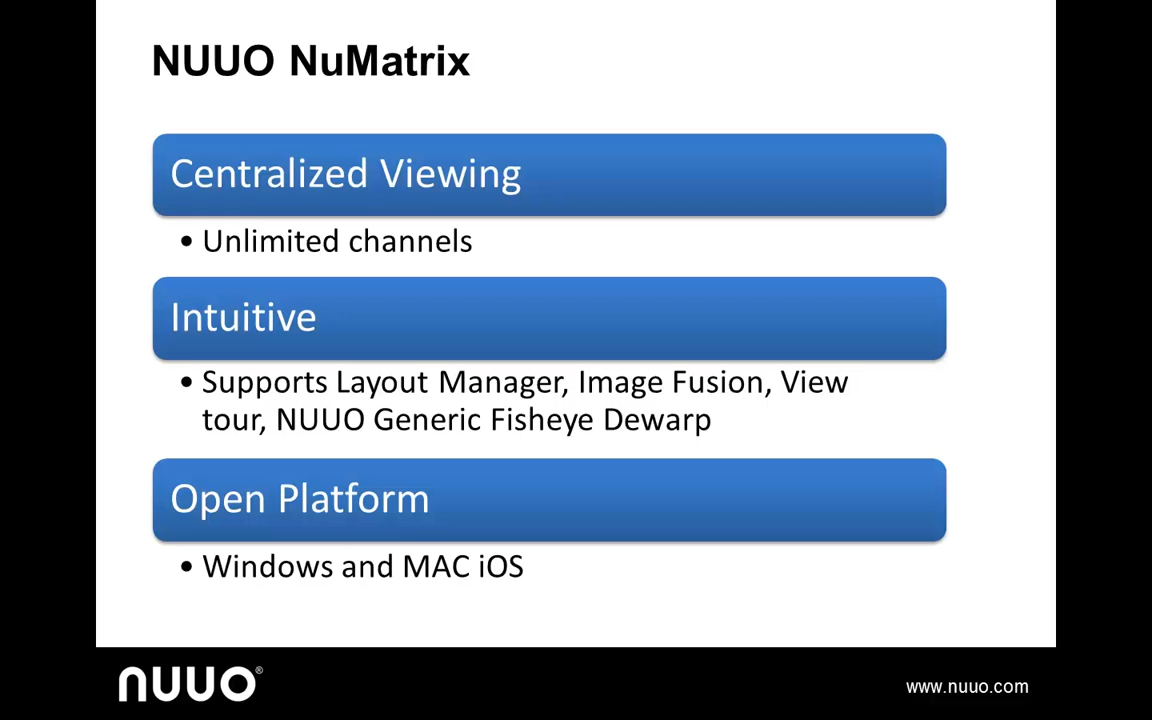 NUUO NuMatrix
Centralized Viewing
• Unlimited channels
Intuitive
• Supports Layout Manager, Image Fusion, View
tour, NUUO Generic Fisheye Dewarp
Open Platform
• Windows and MAC iOS
nuuo®
www.nuuo.com